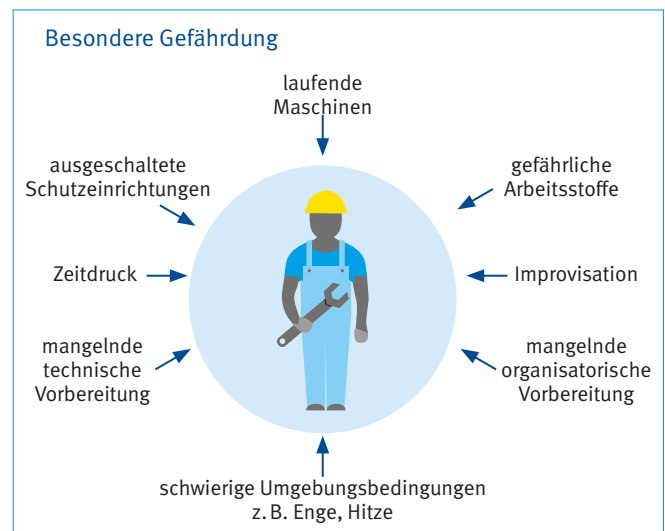 Besondere Gefährdung
laufende
Maschinen
ausgeschaltete
Schutzeinrichtungen
gefährliche
Arbeitsstoffe
Zeitdruck
Improvisation
mangelnde
technische
Vorbereitung
mangelnde
organisatorische
Vorbereitung
schwierige Umgebungsbedingungen
z. B. Enge, Hitze